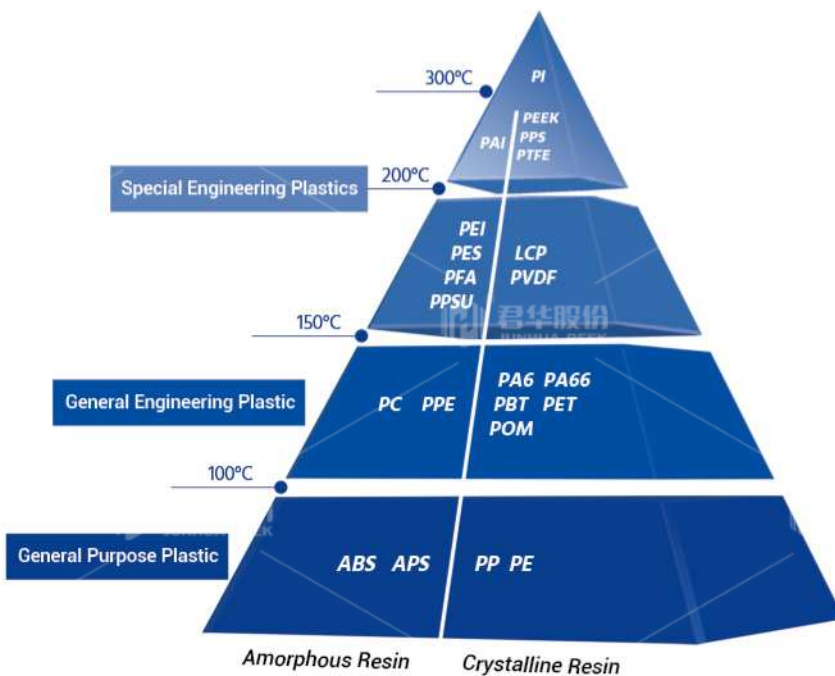 300°C
PI
PEEK
PAI PPS
PTFE
200°C
Special Engineering Plastics
PEI
PES LCP
PFA PVDF
PPSU
君华股份
JUNHUA PEEK
150°C
PA6 PA66
General Engineering Plastic PC PPE PBT PET
POM
100°C
General Purpose Plastic ABS APS PP PE
Amorphous Resin Crystalline Resin